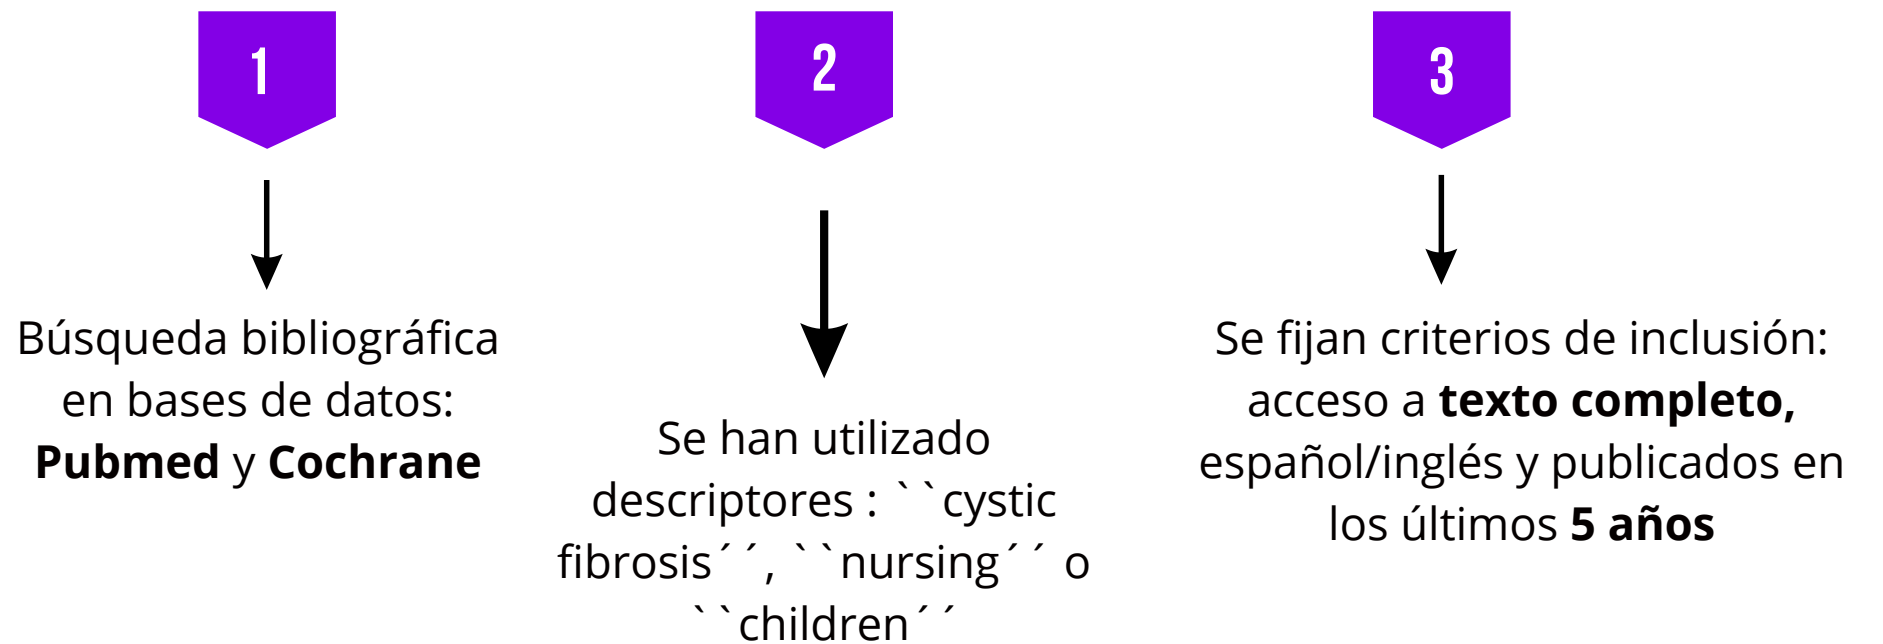 1
Búsqueda bibliográfica
en bases de datos:
Pubmed y Cochrane
2
Se han utilizado
descriptores : ``cystic
fibrosis´´, ``nursing´´ o
``children´´
3
Se fijan criterios de inclusión:
acceso a texto completo,
español/inglés y publicados en
los últimos 5 años